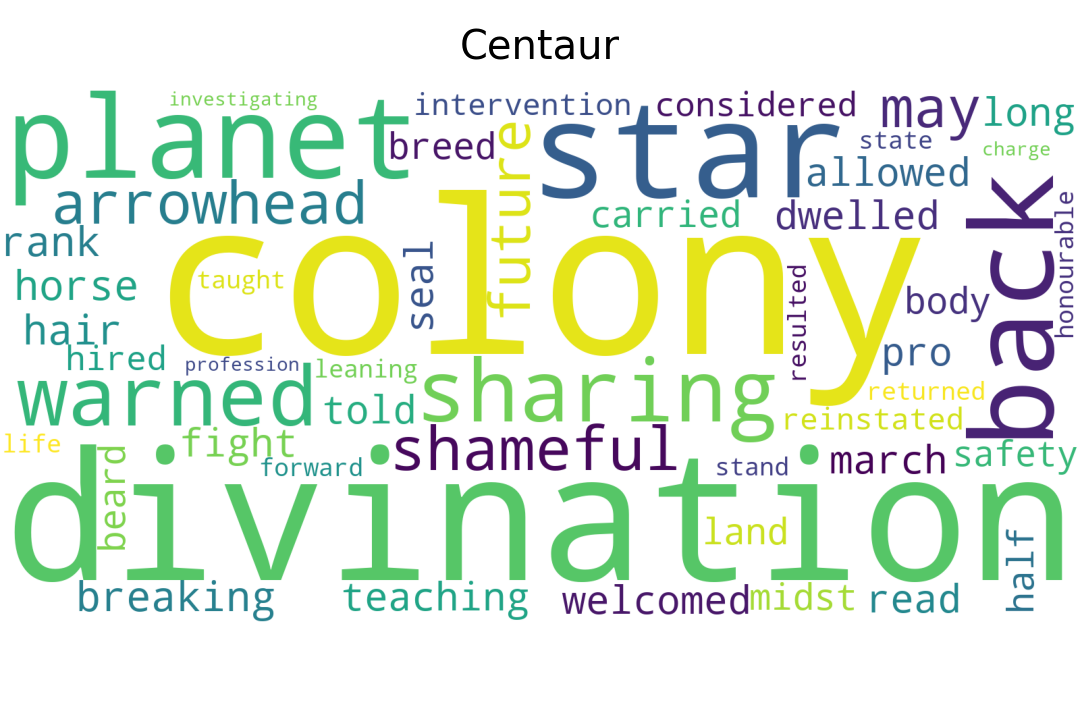 Centaur
investigating
planet
intervention
considered
may
long
breed
future
star
state
charge
arrowhead
allowed
carried
dwelled
back
honourable
rank
colony
seal
taught
horse
resulted
body
hair
hired
profession
leaning
pro
warned
told
sharing
returned
reinstated
life
fight
forward
shameful
stand
march
safety
beard
divination
land
half
breaking
teaching
welcomed
midst
read